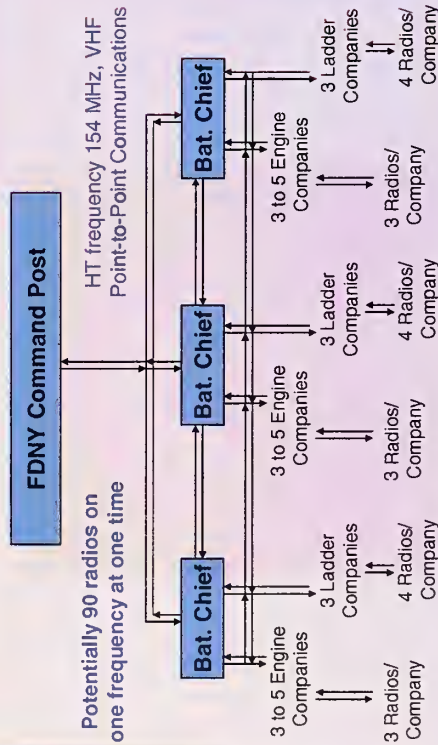 FDNY Command Post
Potentially 90 radios on
one frequency at one time
HT frequency 154 MHz, VHF
Point-to-Point Communications
Bat. Chief
Bat. Chief
Bat. Chief
3 to 5 Engine
Companies
3 Ladder
Companies
3 to 5 Engine
Companies
3 Ladder
Companies
3 to 5 Engine
Companies
3 Ladder
Companies
3 Radios/
Company
4 Radios/
Company
3 Radios/
Company
4 Radios/
Company
3 Radios/
Company
4 Radios/
Company